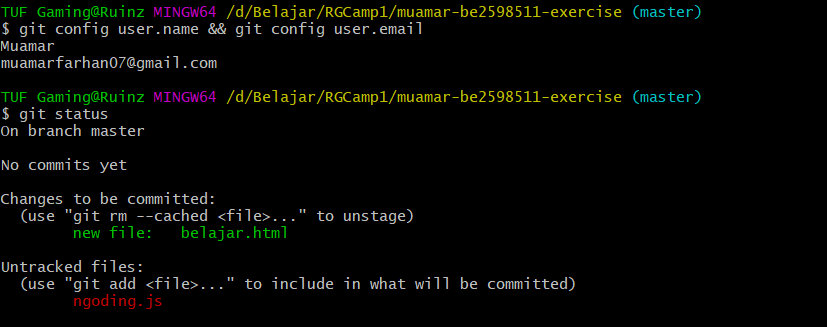 TUF Gaming@Ruinz MINGW64 /d/Belajar/RGCamp1/muamar-be2598511-exercise (master)
$ git config user.name && git config user.email
Muamar
muamarfarhan07@gmail.com
TUF Gaming@Ruinz MINGW64 /d/Belajar/RGCamp1/muamar-be2598511-exercise (master)
$ git status
On branch master
No commits yet
Changes to be committed:
(use "git rm --cached <file>..." to unstage)
new file:   belajar.html
Untracked files:
(use "git add <file>..." to include in what will be committed)
ngoding.js